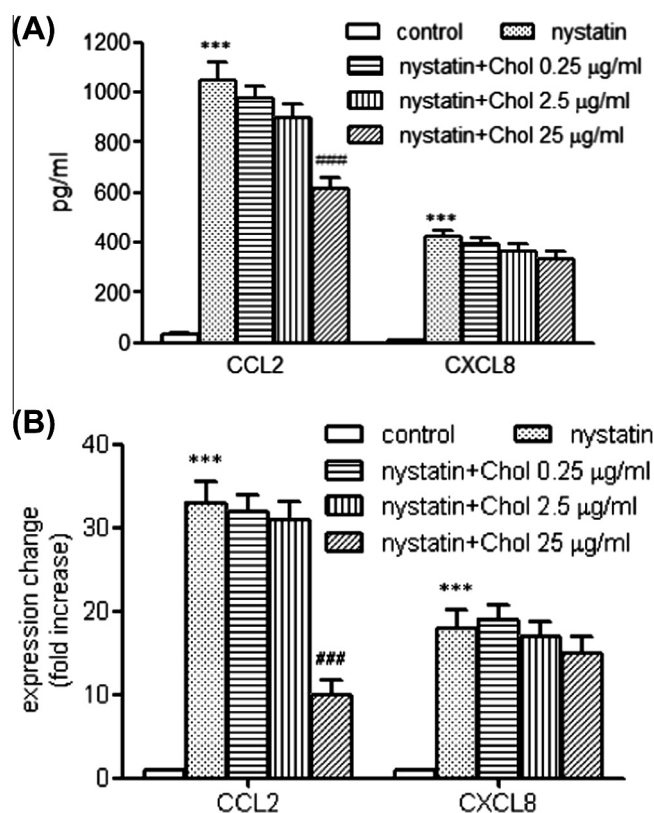 (A)
1200
1000
800
600
400
200
0
pg/ml
control nystatin
nystatin+Chol 0.25 μg/ml
nystatin+Chol 2.5 μg/ml
nystatin+Chol 25 μg/ml
***
###
***
CCL2 CXCL8
(B)
40
30
20
10
0
expression change
(fold increase)
control nystatin
nystatin+Chol 0.25 μg/ml
nystatin+Chol 2.5 μg/ml
nystatin+Chol 25 μg/ml
***
###
***
CCL2 CXCL8